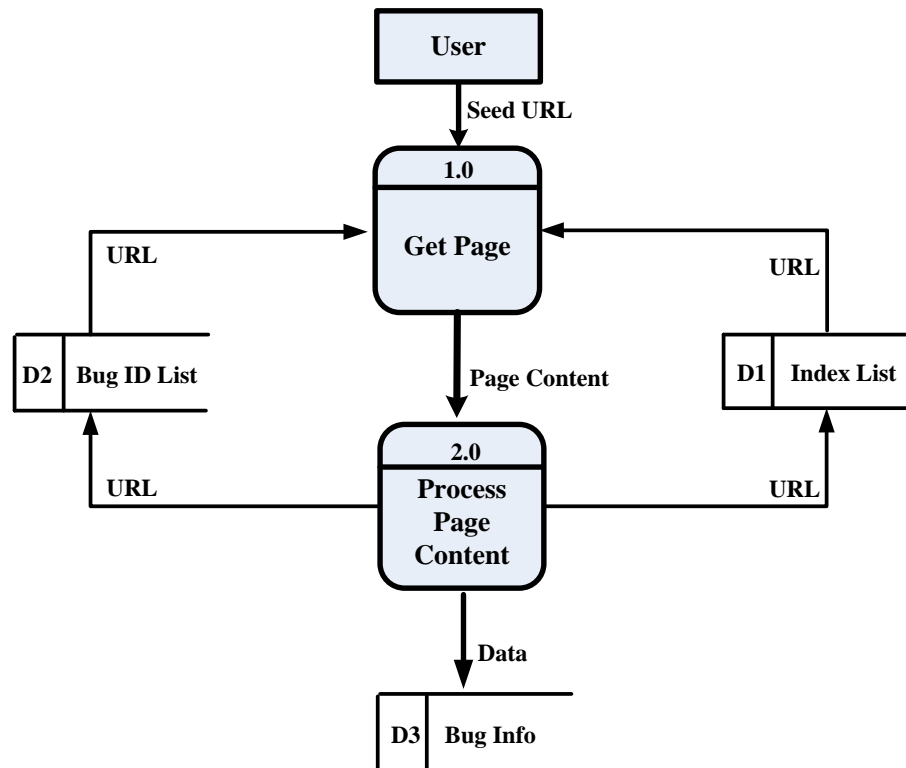 User
Seed URL
1.0
Get Page
URL
URL
D2 Bug ID List
D1 Index List
Page Content
2.0
Process
Page
Content
URL
URL
Data
D3 Bug Info